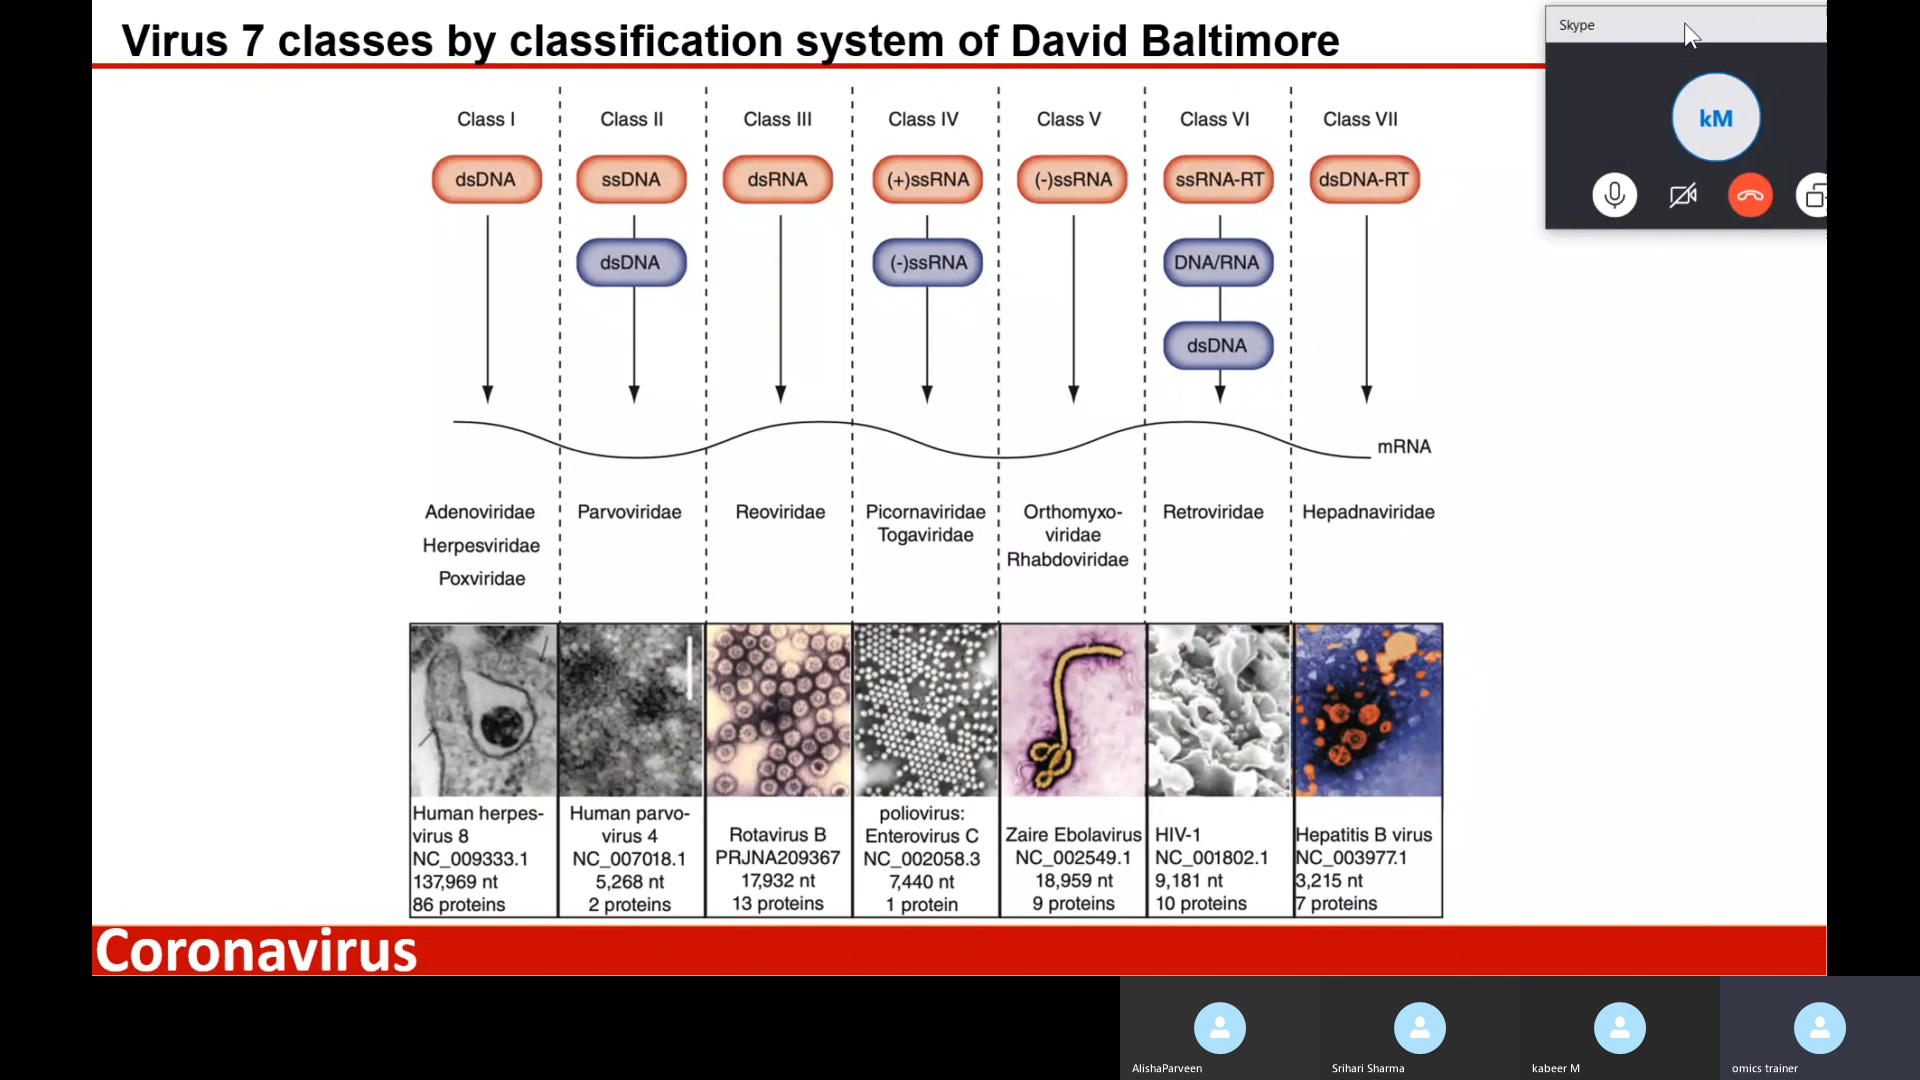 Virus 7 classes by classification system of David Baltimore
Skype
kM
Class I
Class II
Class III
Class IV
Class V
Class VI
Class VII
dsDNA
ssDNA
dsRNA
(+)ssRNA
(-)ssRNA
ssRNA-RT
dsDNA-RT
dsDNA
(-)ssRNA
DNA/RNA
dsDNA
mRNA
Adenoviridae
Herpesviridae
Poxviridae
Parvoviridae
Reoviridae
Picornaviridae
Togaviridae
Orthomyxo-
viridae
Rhabdoviridae
Retroviridae
Hepadnaviridae
Human herpes-
virus 8
NC_009333.1
137,969 nt
86 proteins
Human parvo-
virus 4
NC_007018.1
5,268 nt
2 proteins
Rotavirus B
PRJNA209367
17,932 nt
13 proteins
poliovirus:
Enterovirus C
NC_002058.3
7,440 nt
1 protein
Zaire Ebolavirus
NC_002549.1
18,959 nt
9 proteins
HIV-1
NC_001802.1
9,181 nt
10 proteins
Hepatitis B virus
NC_003977.1
3,215 nt
7 proteins
Coronavirus
AlishaParveen
Srihari Sharma
kabeer M
omics trainer